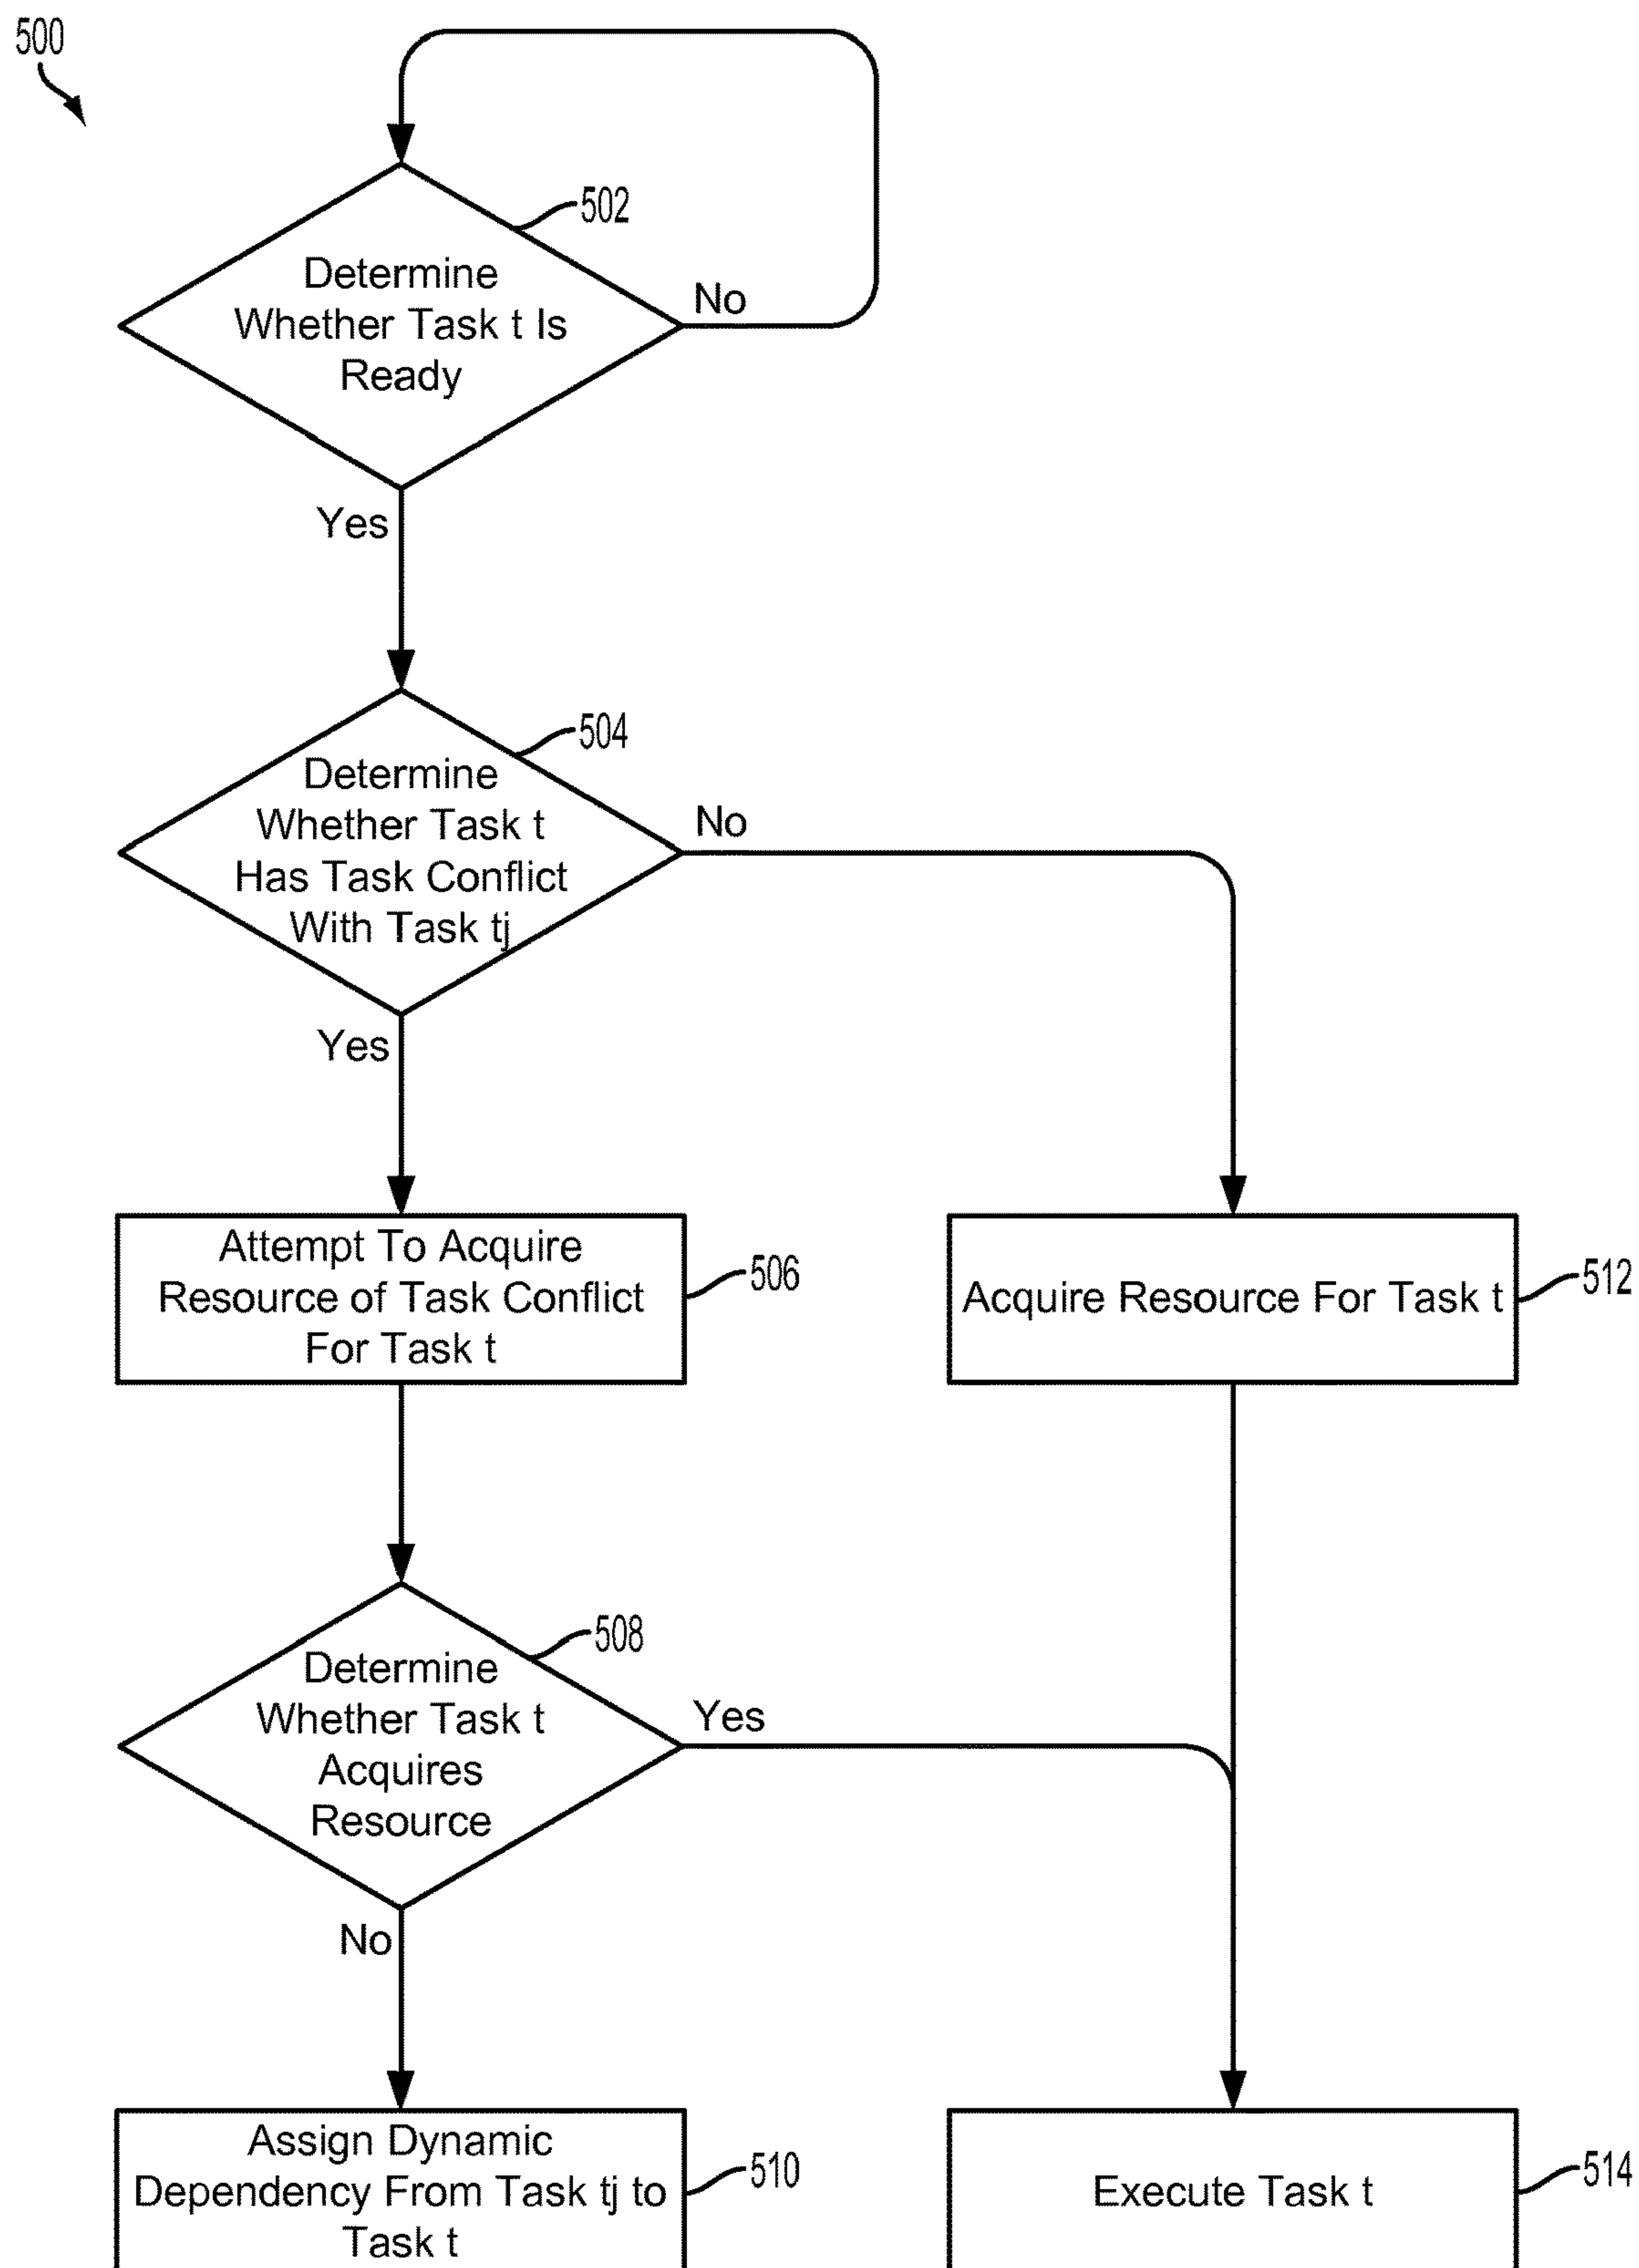 500
502
Determine
Whether Task t Is
Ready
No
Yes
504
Determine
Whether Task t
Has Task Conflict
With Task tj
No
Yes
Attempt To Acquire
Resource of Task Conflict
For Task t
506
Acquire Resource For Task t
512
508
Determine
Whether Task t
Acquires
Resource
Yes
No
Assign Dynamic
Dependency From Task tj to
Task t
510
Execute Task t
514